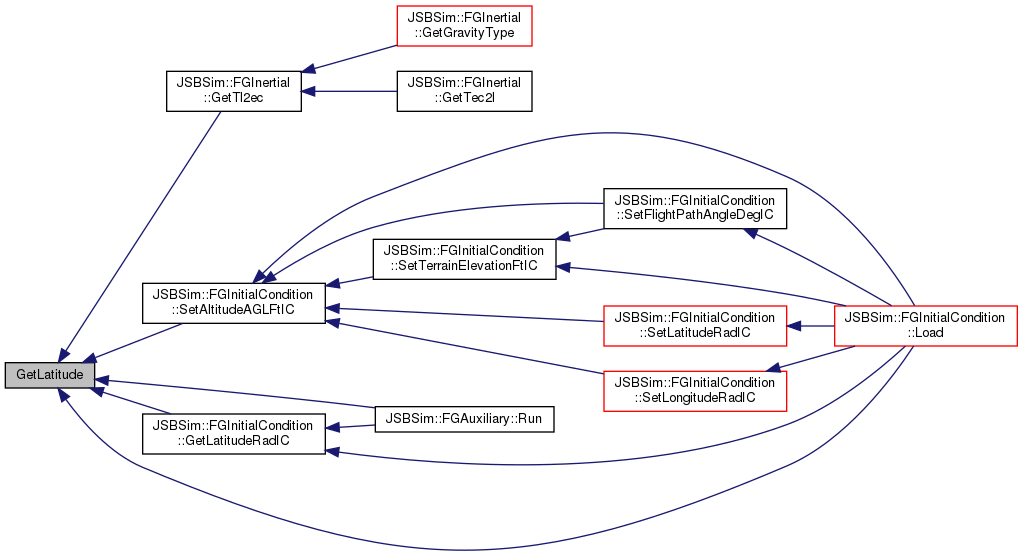 JSBSim::FGInertial
::GetGravityType
JSBSim::FGInertial
::GetTl2ec
JSBSim::FGInertial
::GetTec2l
JSBSim::FGInitialCondition
::SetFlightPathAngleDegIC
JSBSim::FGInitialCondition
::SetTerrainElevationFtIC
JSBSim::FGInitialCondition
::SetAltitudeAGLFtIC
JSBSim::FGInitialCondition
::SetLatitudeRadIC
JSBSim::FGInitialCondition
::Load
GetLatitude
JSBSim::FGInitialCondition
::SetLongitudeRadIC
JSBSim::FGAuxiliary::Run
JSBSim::FGInitialCondition
::GetLatitudeRadIC